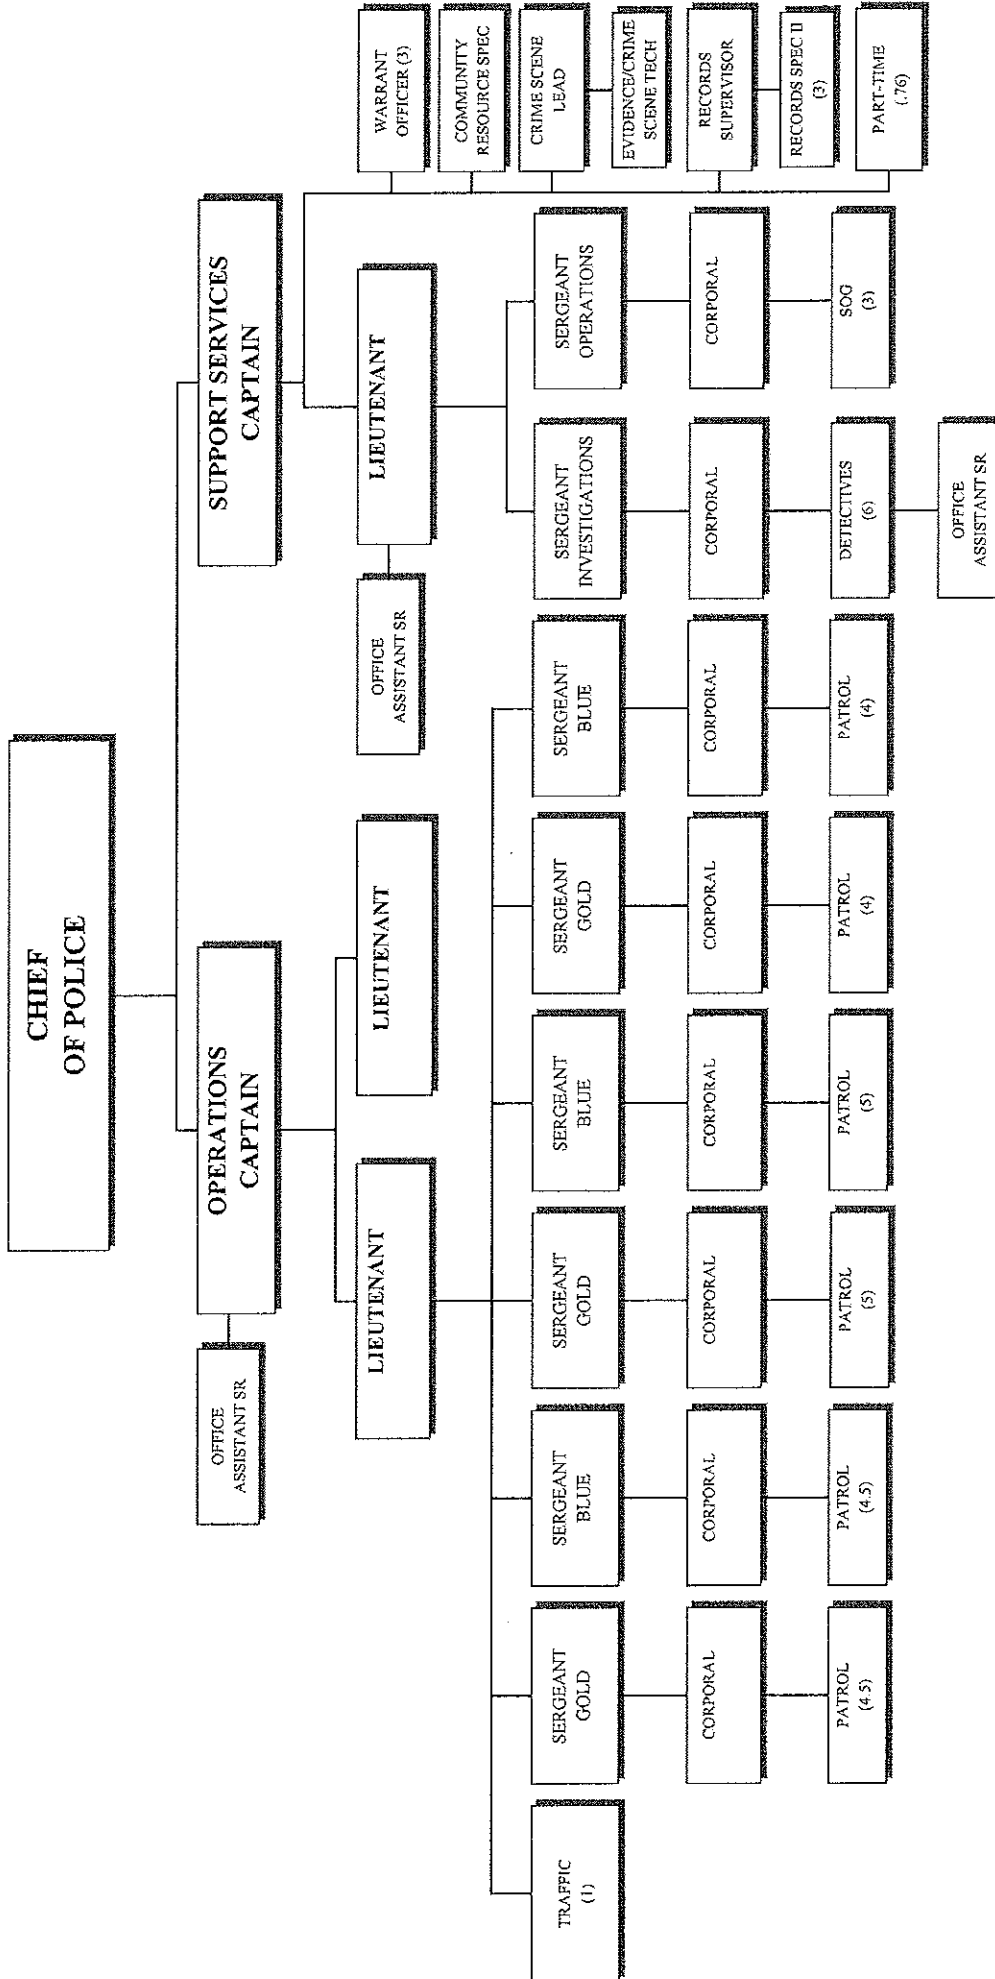 CHIEF
OF POLICE
OFFICE
ASSISTANT SR
OPERATIONS
CAPTAIN
SUPPORT SERVICES
CAPTAIN
LIEUTENANT
LIEUTENANT
OFFICE
ASSISTANT SR
LIEUTENANT
WARRANT
OFFICER (3)
COMMUNITY
RESOURCE SPEC
CRIME SCENE
LEAD
EVIDENCE/CRIME
SCENE TECH
RECORDS
SUPERVISOR
RECORDS SPEC II
(3)
PART-TIME
(.76)
TRAFFIC
(1)
SERGEANT
GOLD
SERGEANT
BLUE
SERGEANT
GOLD
SERGEANT
BLUE
SERGEANT
GOLD
SERGEANT
BLUE
SERGEANT
INVESTIGATIONS
SERGEANT
OPERATIONS
CORPORAL
CORPORAL
CORPORAL
CORPORAL
CORPORAL
CORPORAL
CORPORAL
CORPORAL
PATROL
(4.5)
PATROL
(4.5)
PATROL
(5)
PATROL
(5)
PATROL
(4)
PATROL
(4)
DETECTIVES
(6)
SOG
(3)
OFFICE
ASSISTANT SR